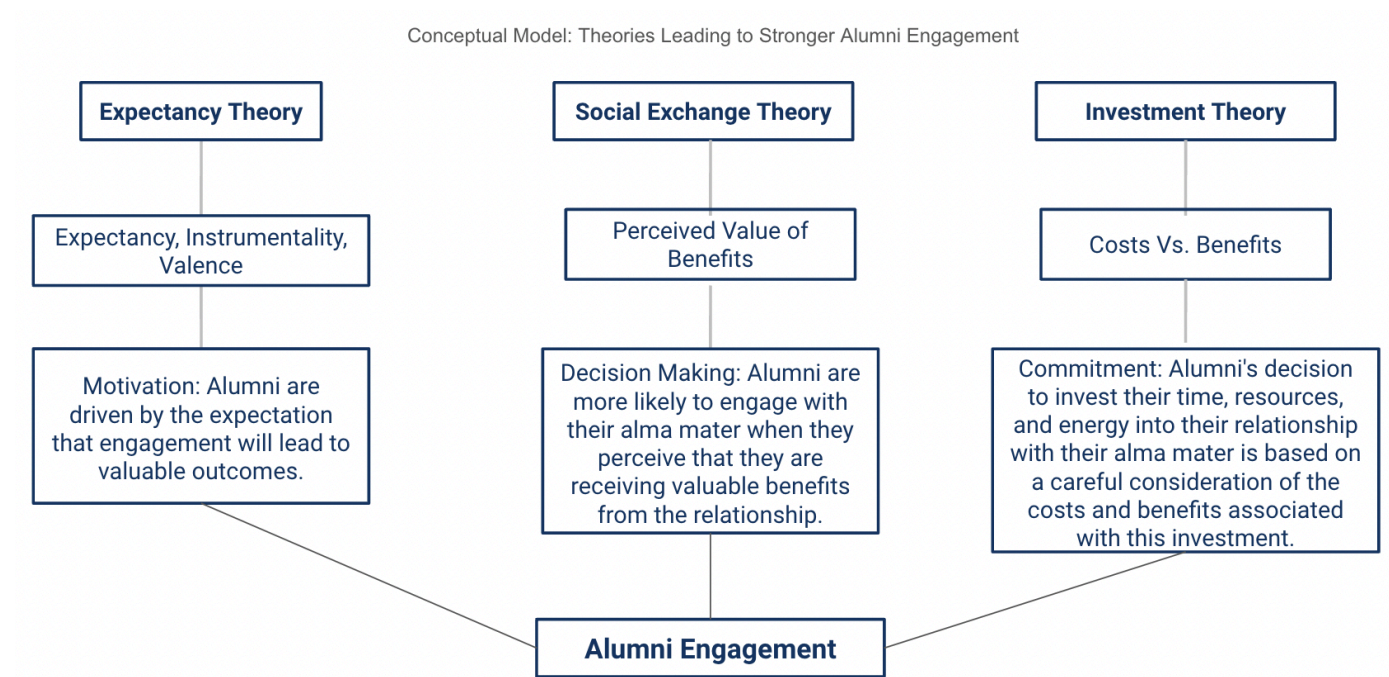 Conceptual Model: Theories Leading to Stronger Alumni Engagement
Expectancy Theory
Expectancy, Instrumentality,
Valence
Motivation: Alumni are
driven by the expectation
that engagement will lead to
valuable outcomes.
Social Exchange Theory
Perceived Value of
Benefits
Decision Making: Alumni are
more likely to engage with
their alma mater when they
perceive that they are
receiving valuable benefits
from the relationship.
Investment Theory
Costs Vs. Benefits
Commitment: Alumni's decision
to invest their time, resources,
and energy into their relationship
with their alma mater is based on
a careful consideration of the
costs and benefits associated
with this investment.
Alumni Engagement